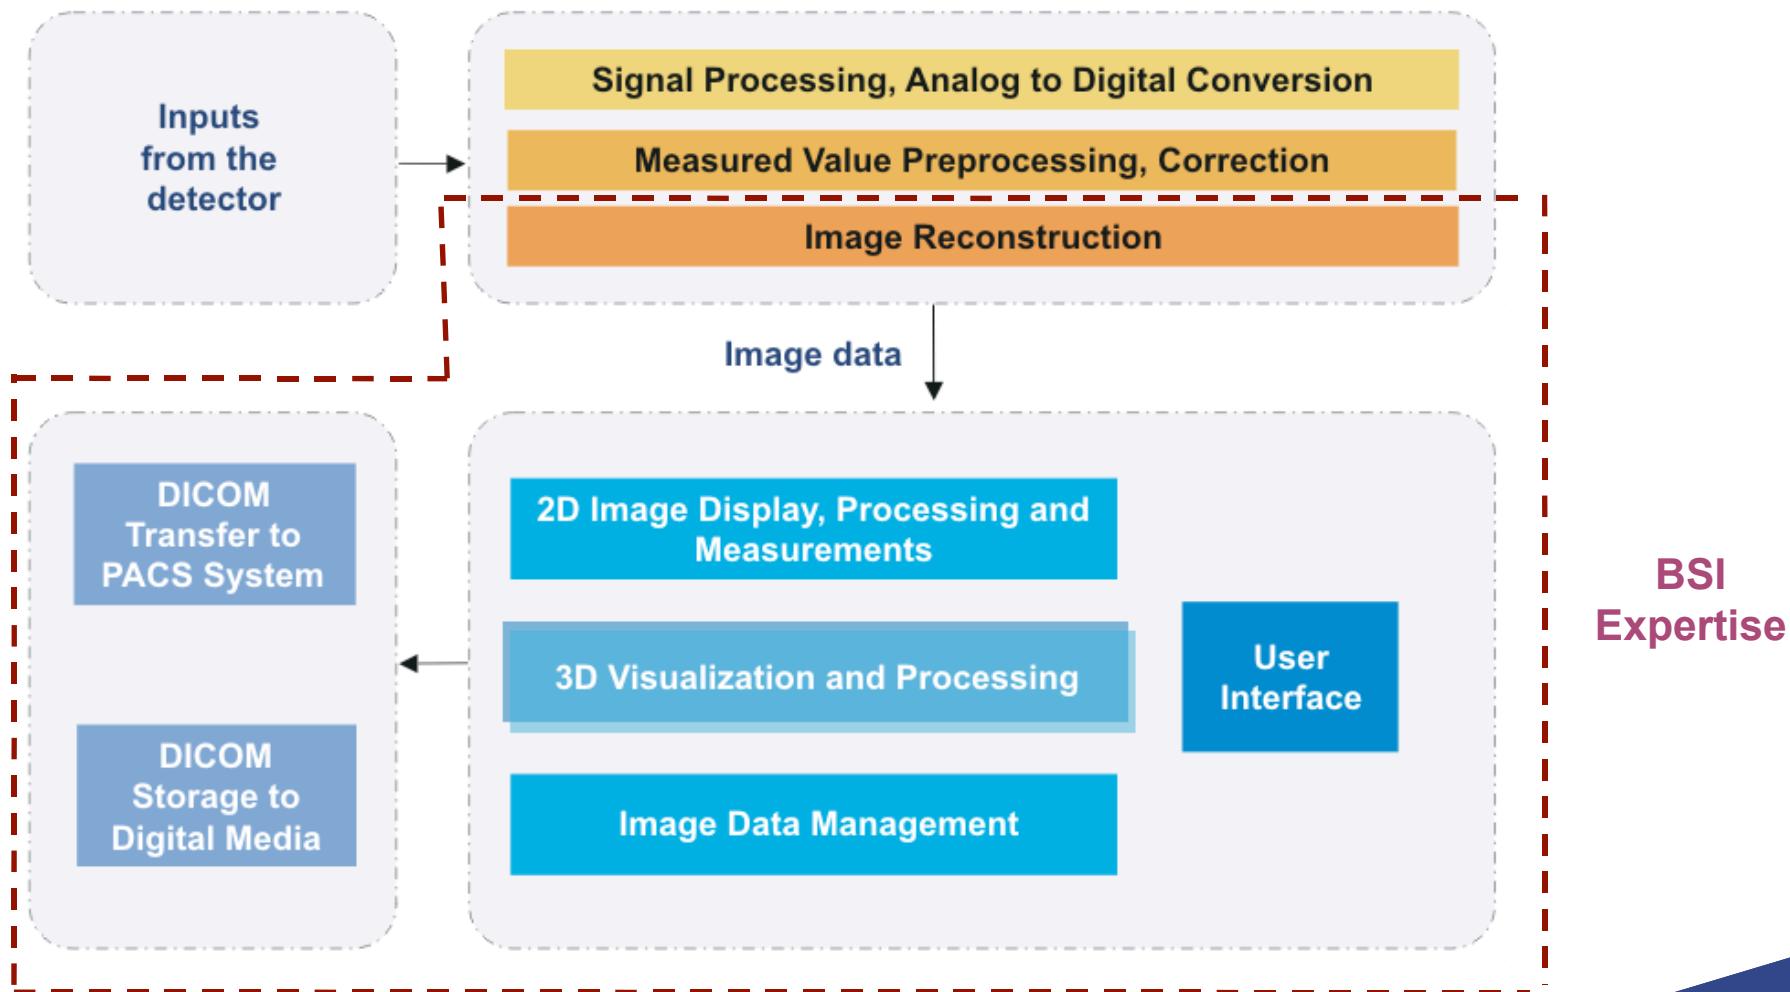 Inputs
from the
detector
Signal Processing, Analog to Digital Conversion
Measured Value Preprocessing, Correction
Image Reconstruction
Image data
DICOM
Transfer to
PACS System
DICOM
Storage to
Digital Media
2D Image Display, Processing and
Measurements
3D Visualization and Processing
Image Data Management
User
Interface
BSI
Expertise